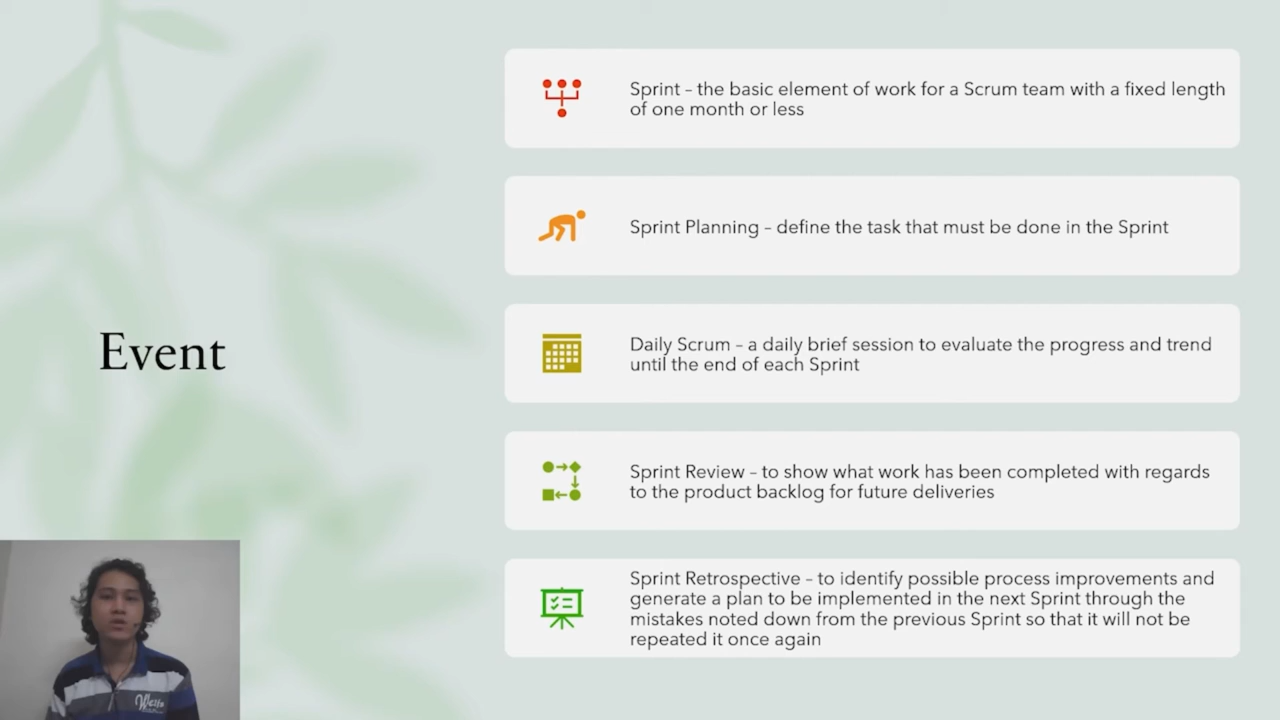 Sprint – the basic element of work for a Scrum team with a fixed length
of one month or less
Sprint Planning – define the task that must be done in the Sprint
Event
Daily Scrum – a daily brief session to evaluate the progress and trend
until the end of each Sprint
Sprint Review – to show what work has been completed with regards
to the product backlog for future deliveries
Sprint Retrospective – to identify possible process improvements and
generate a plan to be implemented in the next Sprint through the
mistakes noted down from the previous Sprint so that it will not be
repeated it once again